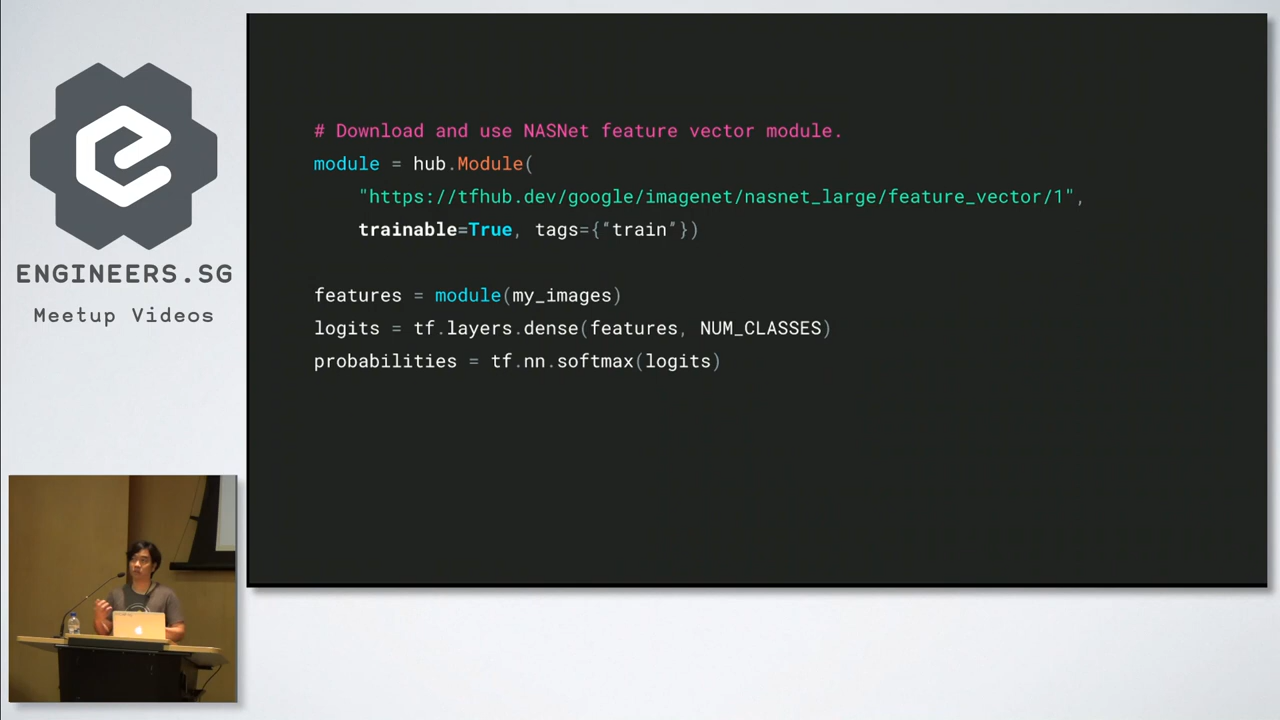 ENGINEERS.SG
Meetup Videos
# Download and use NASNet feature vector module.
module = hub.Module(
"https://tfhub.dev/google/imagenet/nasnet_large/feature_vector/1",
trainable=True, tags={“train”})
features = module(my_images)
logits = tf.layers.dense(features, NUM_CLASSES)
probabilities = tf.nn.softmax(logits)